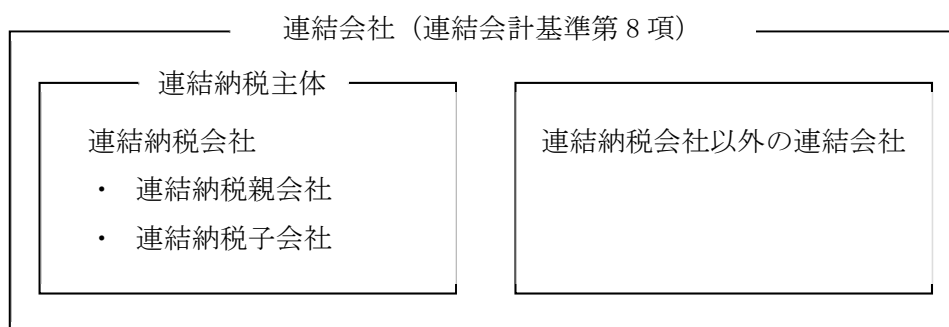 連結会社（連結会計基準第８項）
連結納税主体
連結納税会社
・ 連結納税親会社
・ 連結納税子会社
連結納税会社以外の連結会社